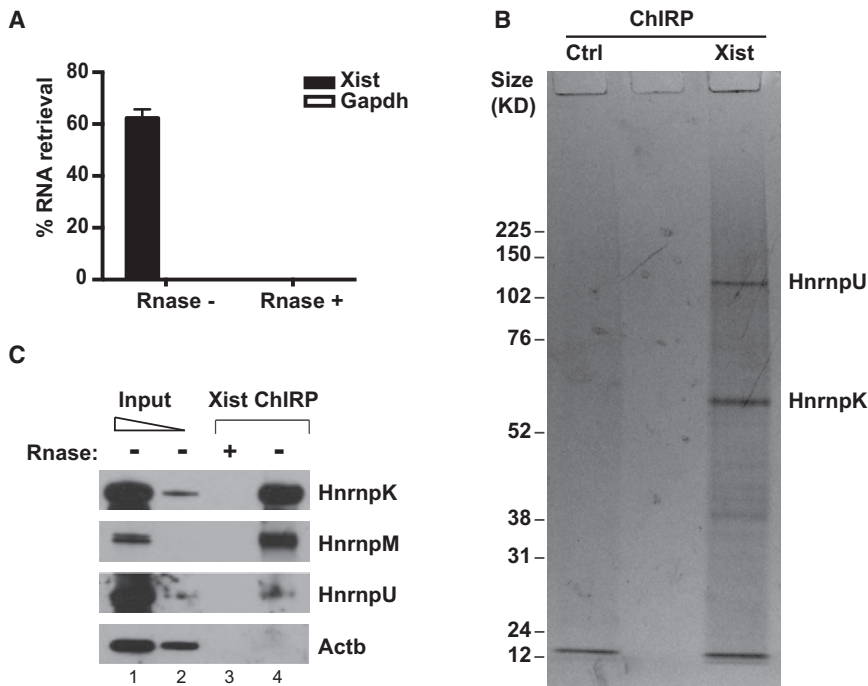 A
% RNA retrieval
80
60
40
20
0
Xist
Gapdh
Rnase -
Rnase +
B
ChIRP
Ctrl
Xist
Size
(KD)
225 –
150 –
102 –
76 –
52 –
38 –
31 –
24 –
12 –
HnrnpU
HnrnpK
C
Input
Xist ChIRP
Rnase: - - + -
HnrnpK
HnrnpM
HnrnpU
Actb
1 2 3 4